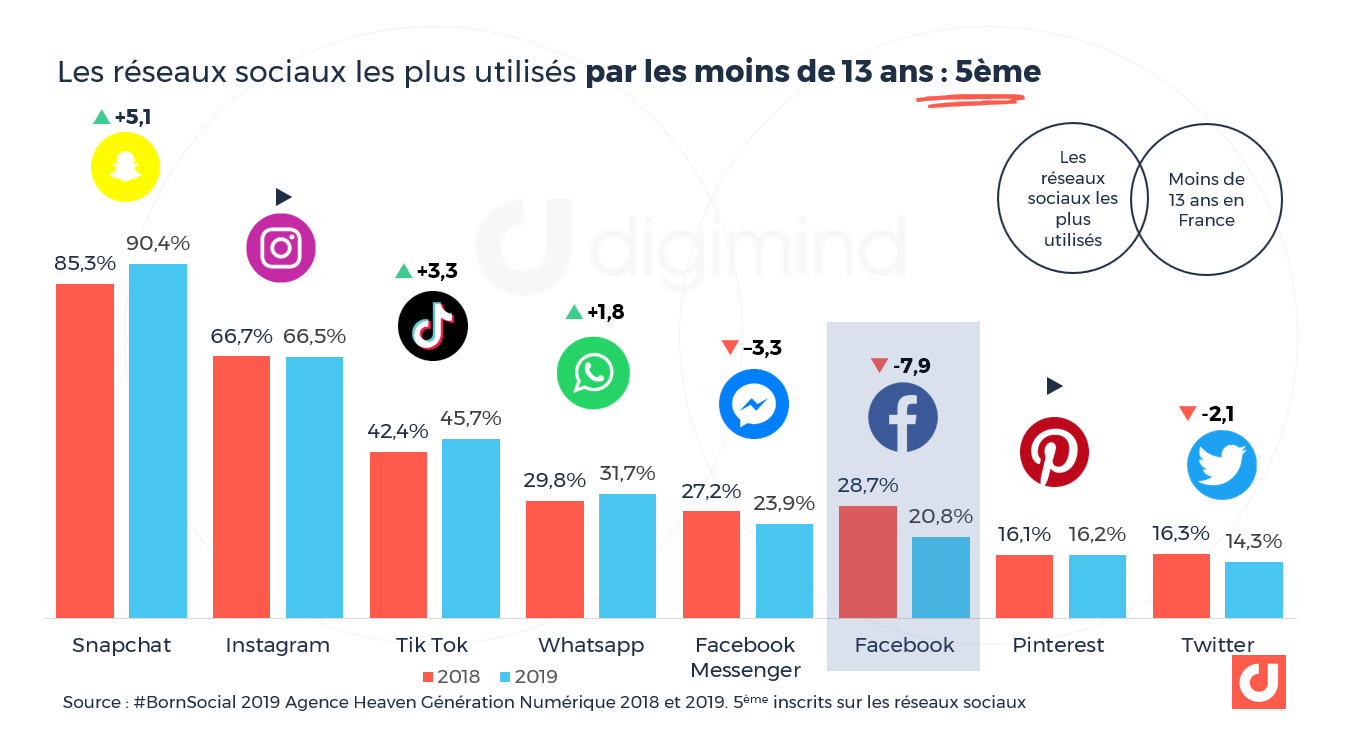 Les réseaux sociaux les plus utilisés par les moins de 13 ans : 5ème
+5,1
+3,3
+1,8
–3,3
-7,9
-2,1
Les
réseaux
sociaux les
plus
utilisés
Moins de
13 ans en
France
digimind
85,3% 90,4%
66,7% 66,5%
42,4% 45,7%
29,8% 31,7%
27,2% 23,9%
28,7% 20,8%
16,1% 16,2%
16,3% 14,3%
Snapchat
Instagram
Tik Tok
Whatsapp
Facebook
Messenger
Facebook
Pinterest
Twitter
2018 2019
Source : #BornSocial 2019 Agence Heaven Génération Numérique 2018 et 2019. 5ème inscrits sur les réseaux sociaux